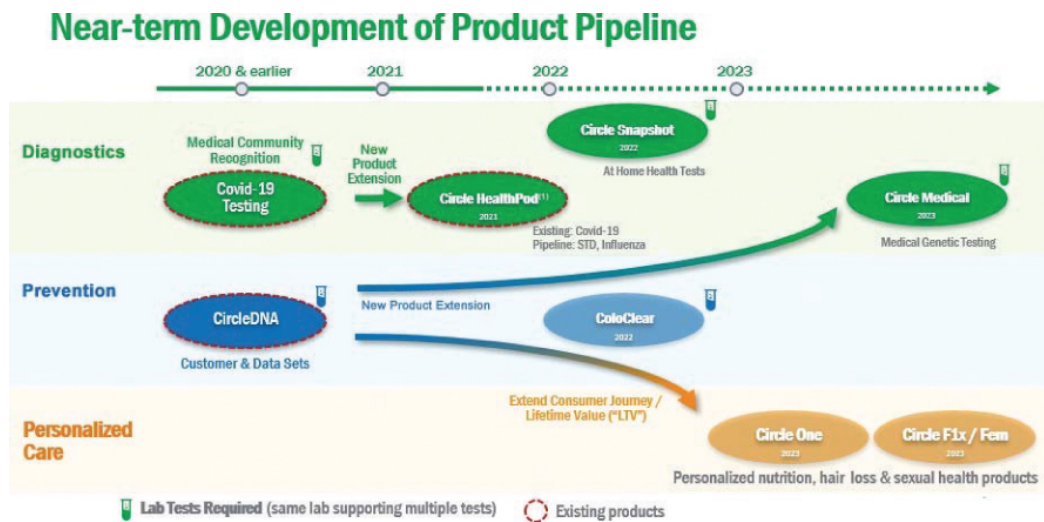 Near-term Development of Product Pipeline
2020 & earlier
2021
2022
2023
Diagnostics
Medical Community
Recognition
Covid-19
Testing
New
Product
Extension
Circle HealthPod(1)
2021
Existing: Covid-19
Pipeline: STD, Influenza
Circle Snapshot
2022
At Home Health Tests
Circle Medical
2023
Medical Genetic Testing
Prevention
CircleDNA
Customer & Data Sets
New Product Extension
ColoClear
2022
Personalized
Care
Extend Consumer Journey /
Lifetime Value ("LTV")
Circle One
2023
Circle F1x / Fem
2023
Personalized nutrition, hair loss & sexual health products
Lab Tests Required (same lab supporting multiple tests)
Existing products